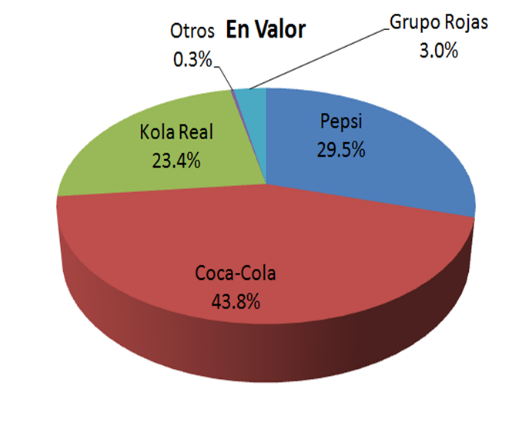 En Valor
Otros
0.3%
Grupo Rojas
3.0%
Kola Real
23.4%
Pepsi
29.5%
Coca-Cola
43.8%